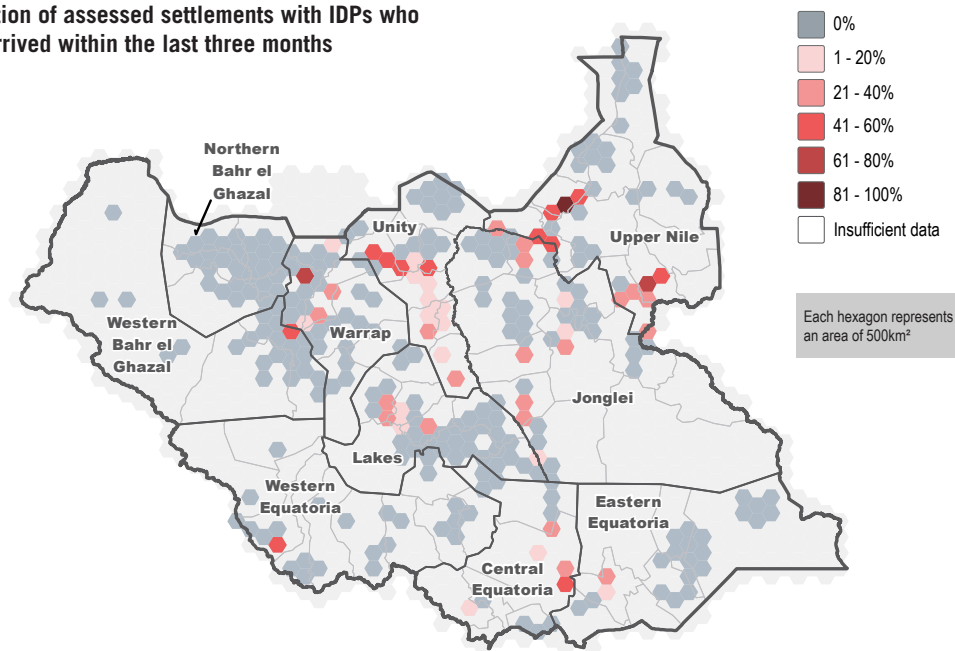 tion of assessed settlements with IDPs who
rrived within the last three months
0%
1 - 20%
21 - 40%
41 - 60%
61 - 80%
81 - 100%
Insufficient data
Each hexagon represents
an area of 500km²
Northern
Bahr el
Ghazal
Unity
Upper Nile
Western
Bahr el
Ghazal
Warrap
Jonglei
Lakes
Western
Equatoria
Eastern
Equatoria
Central
Equatoria